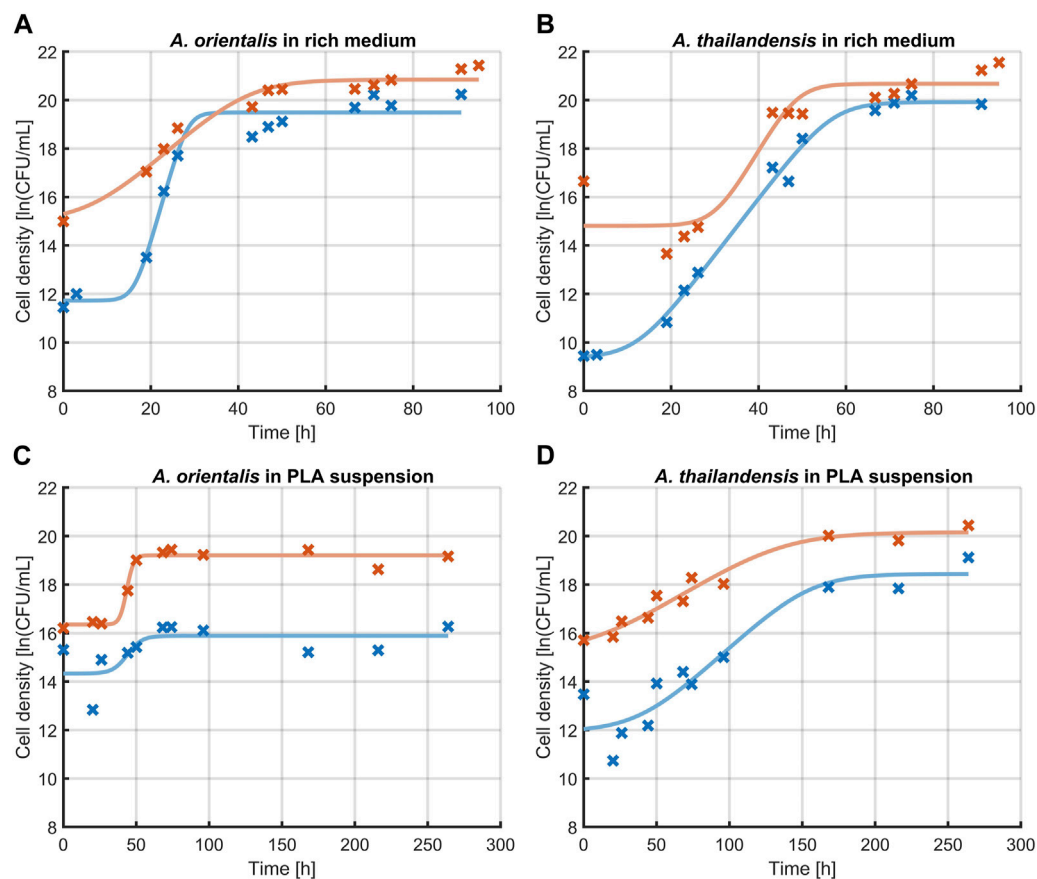 A
A. orientalis in rich medium
22
20
18
16
14
12
10
8
0 20 40 60 80 100
Cell density [ln(CFU/mL]
Time [h]
B
A. thailandensis in rich medium
22
20
18
16
14
12
10
8
0 20 40 60 80 100
Cell density [ln(CFU/mL]
Time [h]
C
A. orientalis in PLA suspension
22
20
18
16
14
12
10
8
0 50 100 150 200 250 300
Cell density [ln(CFU/mL]
Time [h]
D
A. thailandensis in PLA suspension
22
20
18
16
14
12
10
8
0 50 100 150 200 250 300
Cell density [ln(CFU/mL]
Time [h]